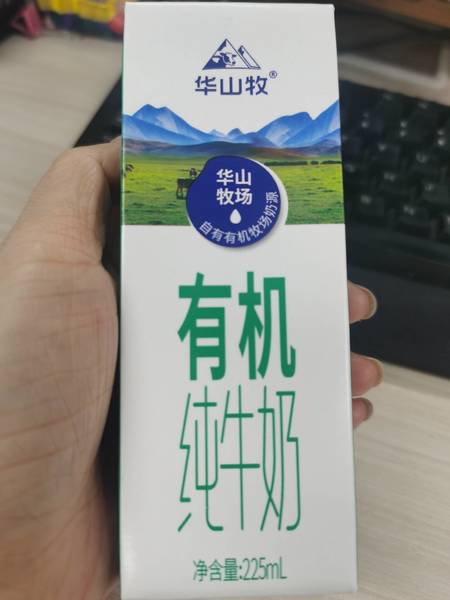 华山牧®
华山
牧场
自有有机牧场奶源
有机
纯牛奶
净含量:225mL